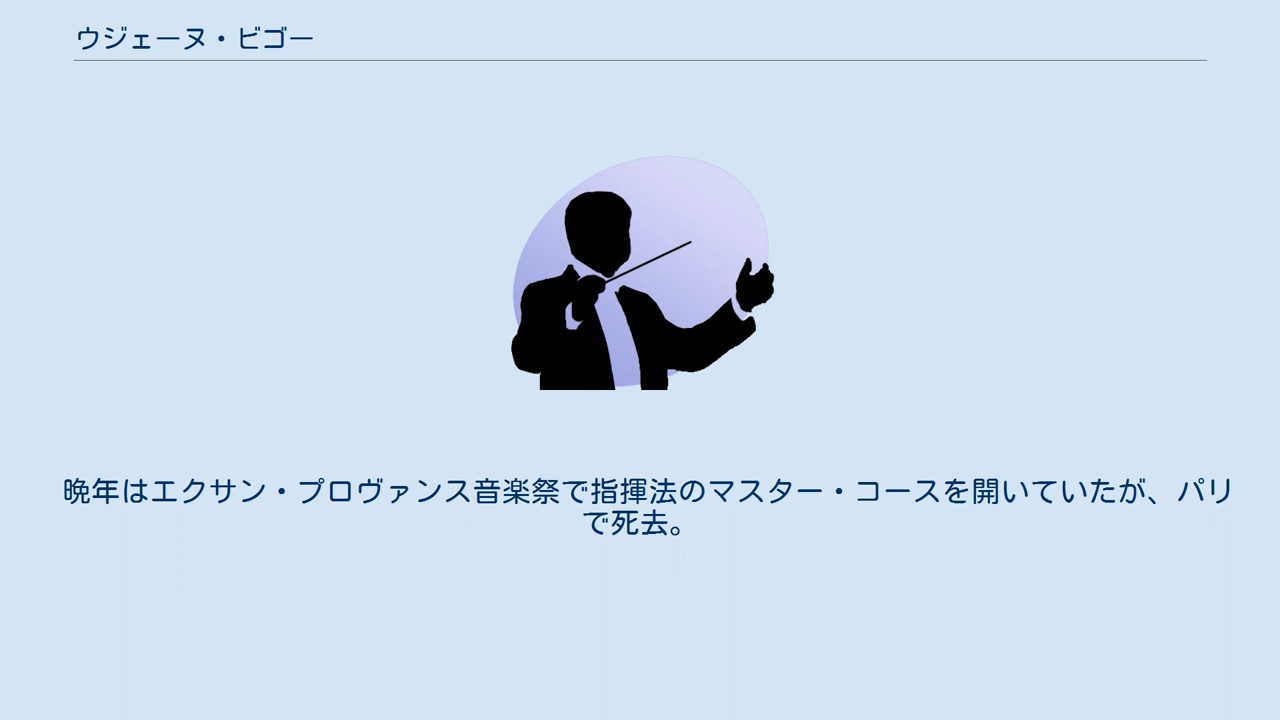 ウジェーヌ・ビゴー
晩年はエクサン・プロヴァンス音楽祭で指揮法のマスター・コースを開いていたが、パリ
で死去。